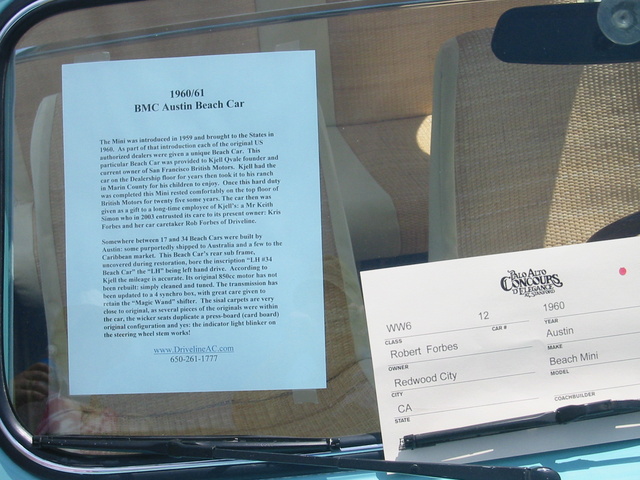 1960/61
BMC Austin Beach Car
The Mini was introduced in 1959 and brought to the States in
1960. As part of that introduction each of the original US
authorized dealers were given a unique Beach Car. This
particular Beach Car was provided to Kjell Qvale founder and
current owner of San Francisco British Motors. Kjell had the
car on the Dealership floor for years then took it to his ranch
in Marin County for his children to enjoy. Once this hard duty
was completed this Mini rested comfortably on the top floor of
British Motors for twenty five some years. The car then was
given as a gift to a long-time employee of Kjell's: a Mr Keith
Simon who in 2003 entrusted its care to its present owner: Kris
Forbes and her car caretaker Rob Forbes of Driveline.
Somewhere between 17 and 34 Beach Cars were built by
Austin: some purportedly shipped to Australia and a few to the
Caribbean market. This Beach Car's rear sub frame,
uncovered during restoration, bore the inscription "LH #34
Beach Car" the "LH" being left hand drive. According to
Kjell the mileage is accurate. Its original 850cc motor has not
been rebuilt: simply cleaned and tuned. The transmission has
been updated to a 4 synchro box, with great care given to
retain the "Magic Wand" shifter. The sisal carpets are very
close to original, as several pieces of the originals were within
the car, the wicker seats duplicate a press-board (card board)
original configuration and yes: the indicator light blinker on
the steering wheel stem works!
www.DrivelineAC.com
650-261-1777
PALO ALTO
CONCOURS
D'ELEGANCE
AT STANFORD
WW6 12 1960
CLASS CAR # YEAR
Robert Forbes Austin
OWNER MAKE
Redwood City Beach Mini
CITY MODEL
CA
STATE COACHBUILDER